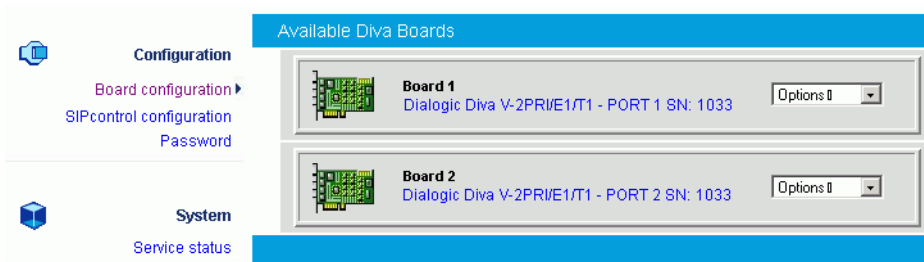 Available Diva Boards
Configuration
Board configuration
SIPcontrol configuration
Password
System
Service status
Board 1
Dialogic Diva V-2PRI/E1/T1 - PORT 1 SN: 1033
Options
Board 2
Dialogic Diva V-2PRI/E1/T1 - PORT 2 SN: 1033
Options